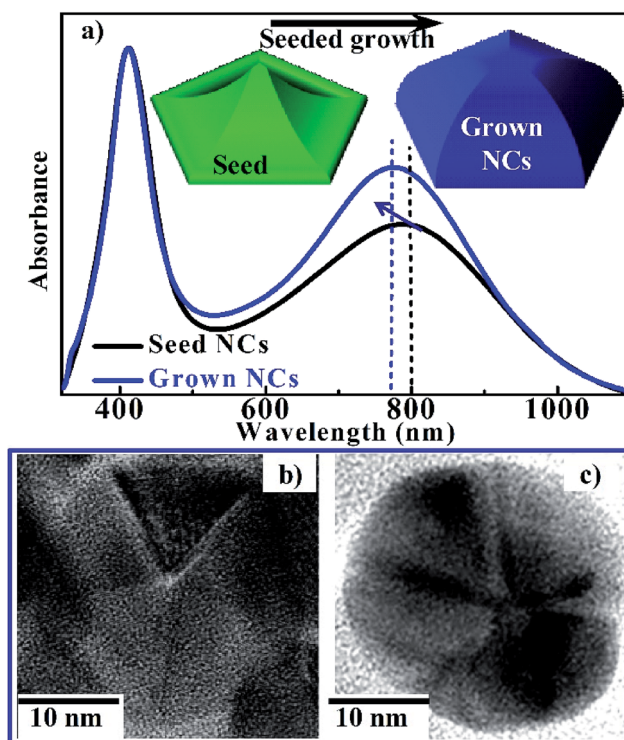 a)
Seeded growth
Seed
Grown
NCs
Absorbance
Seed NCs
Grown NCs
400
600
800
1000
Wavelength (nm)
b)
c)
10 nm
10 nm